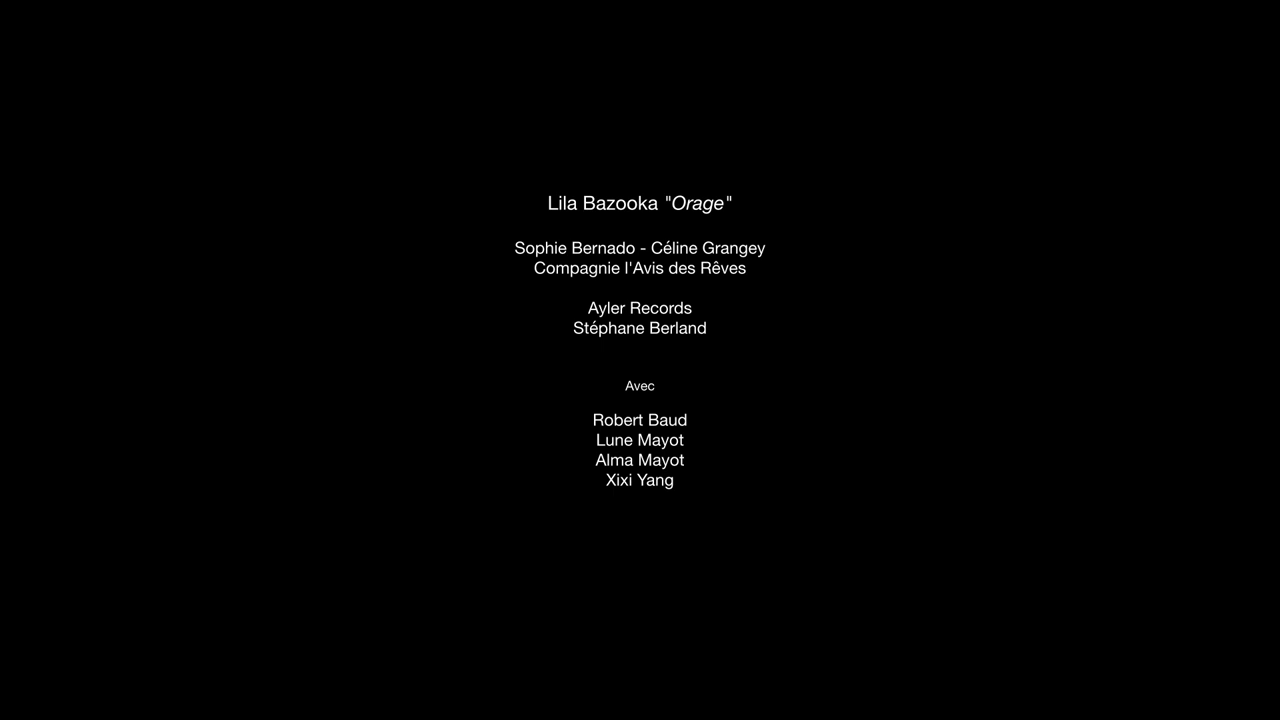 Lila Bazooka "Orage"
Sophie Bernado - Céline Grangey
Compagnie l'Avis des Rêves
Ayler Records
Stéphane Berland
Avec
Robert Baud
Lune Mayot
Alma Mayot
Xixi Yang